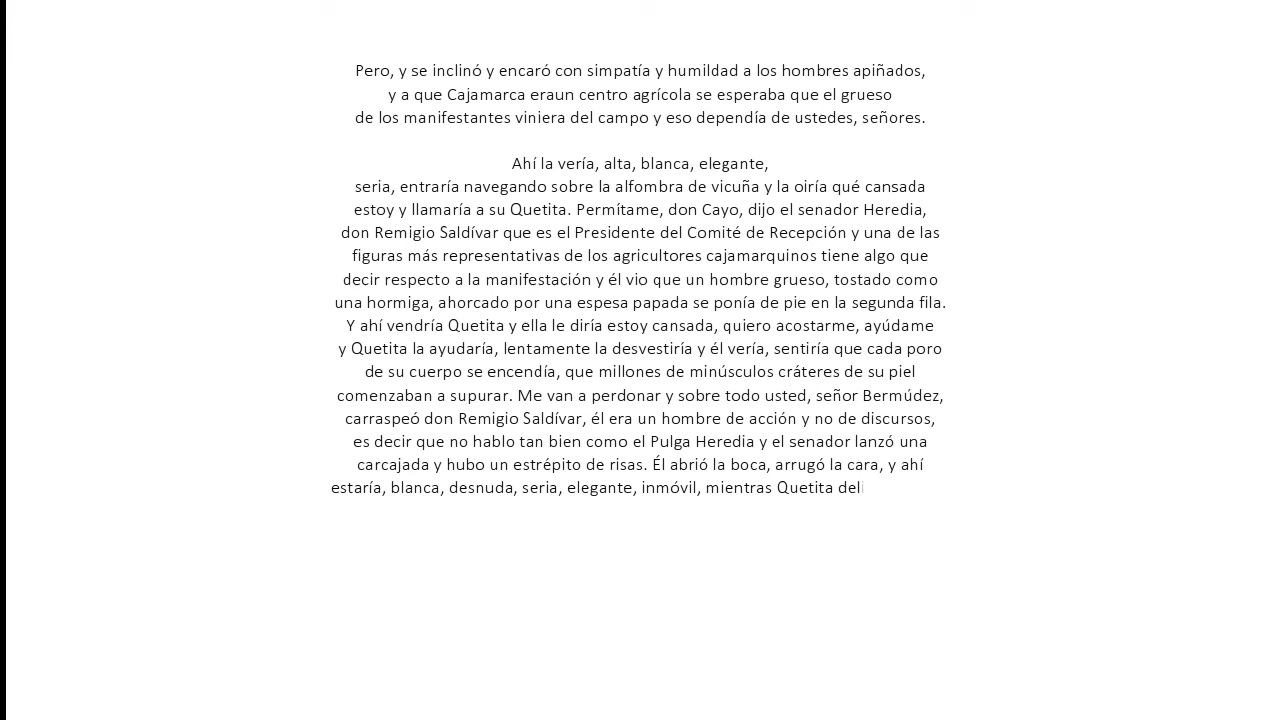 Pero, y se inclinó y encaró con simpatía y humildad a los hombres apiñados,
y a que Cajamarca eraun centro agrícola se esperaba que el grueso
de los manifestantes viniera del campo y eso dependía de ustedes, señores.
Ahí la vería, alta, blanca, elegante,
seria, entraría navegando sobre la alfombra de vicuña y la oiría qué cansada
estoy y llamaría a su Quetita. Permítame, don Cayo, dijo el senador Heredia,
don Remigio Saldívar que es el Presidente del Comité de Recepción y una de las
figuras más representativas de los agricultores cajamarquinos tiene algo que
decir respecto a la manifestación y él vio que un hombre grueso, tostado como
una hormiga, ahorcado por una espesa papada se ponía de pie en la segunda fila.
Y ahí vendría Quetita y ella le diría estoy cansada, quiero acostarme, ayúdame
y Quetita la ayudaría, lentamente la desvestiría y él vería, sentiría que cada poro
de su cuerpo se encendía, que millones de minúsculos cráteres de su piel
comenzaban a supurar. Me van a perdonar y sobre todo usted, señor Bermúdez,
carraspeó don Remigio Saldívar, él era un hombre de acción y no de discursos,
es decir que no hablo tan bien como el Pulga Heredia y el senador lanzó una
carcajada y hubo un estrépito de risas. Él abrió la boca, arrugó la cara, y ahí
estaría, blanca, desnuda, seria, elegante, inmóvil, mientras Quetita deli